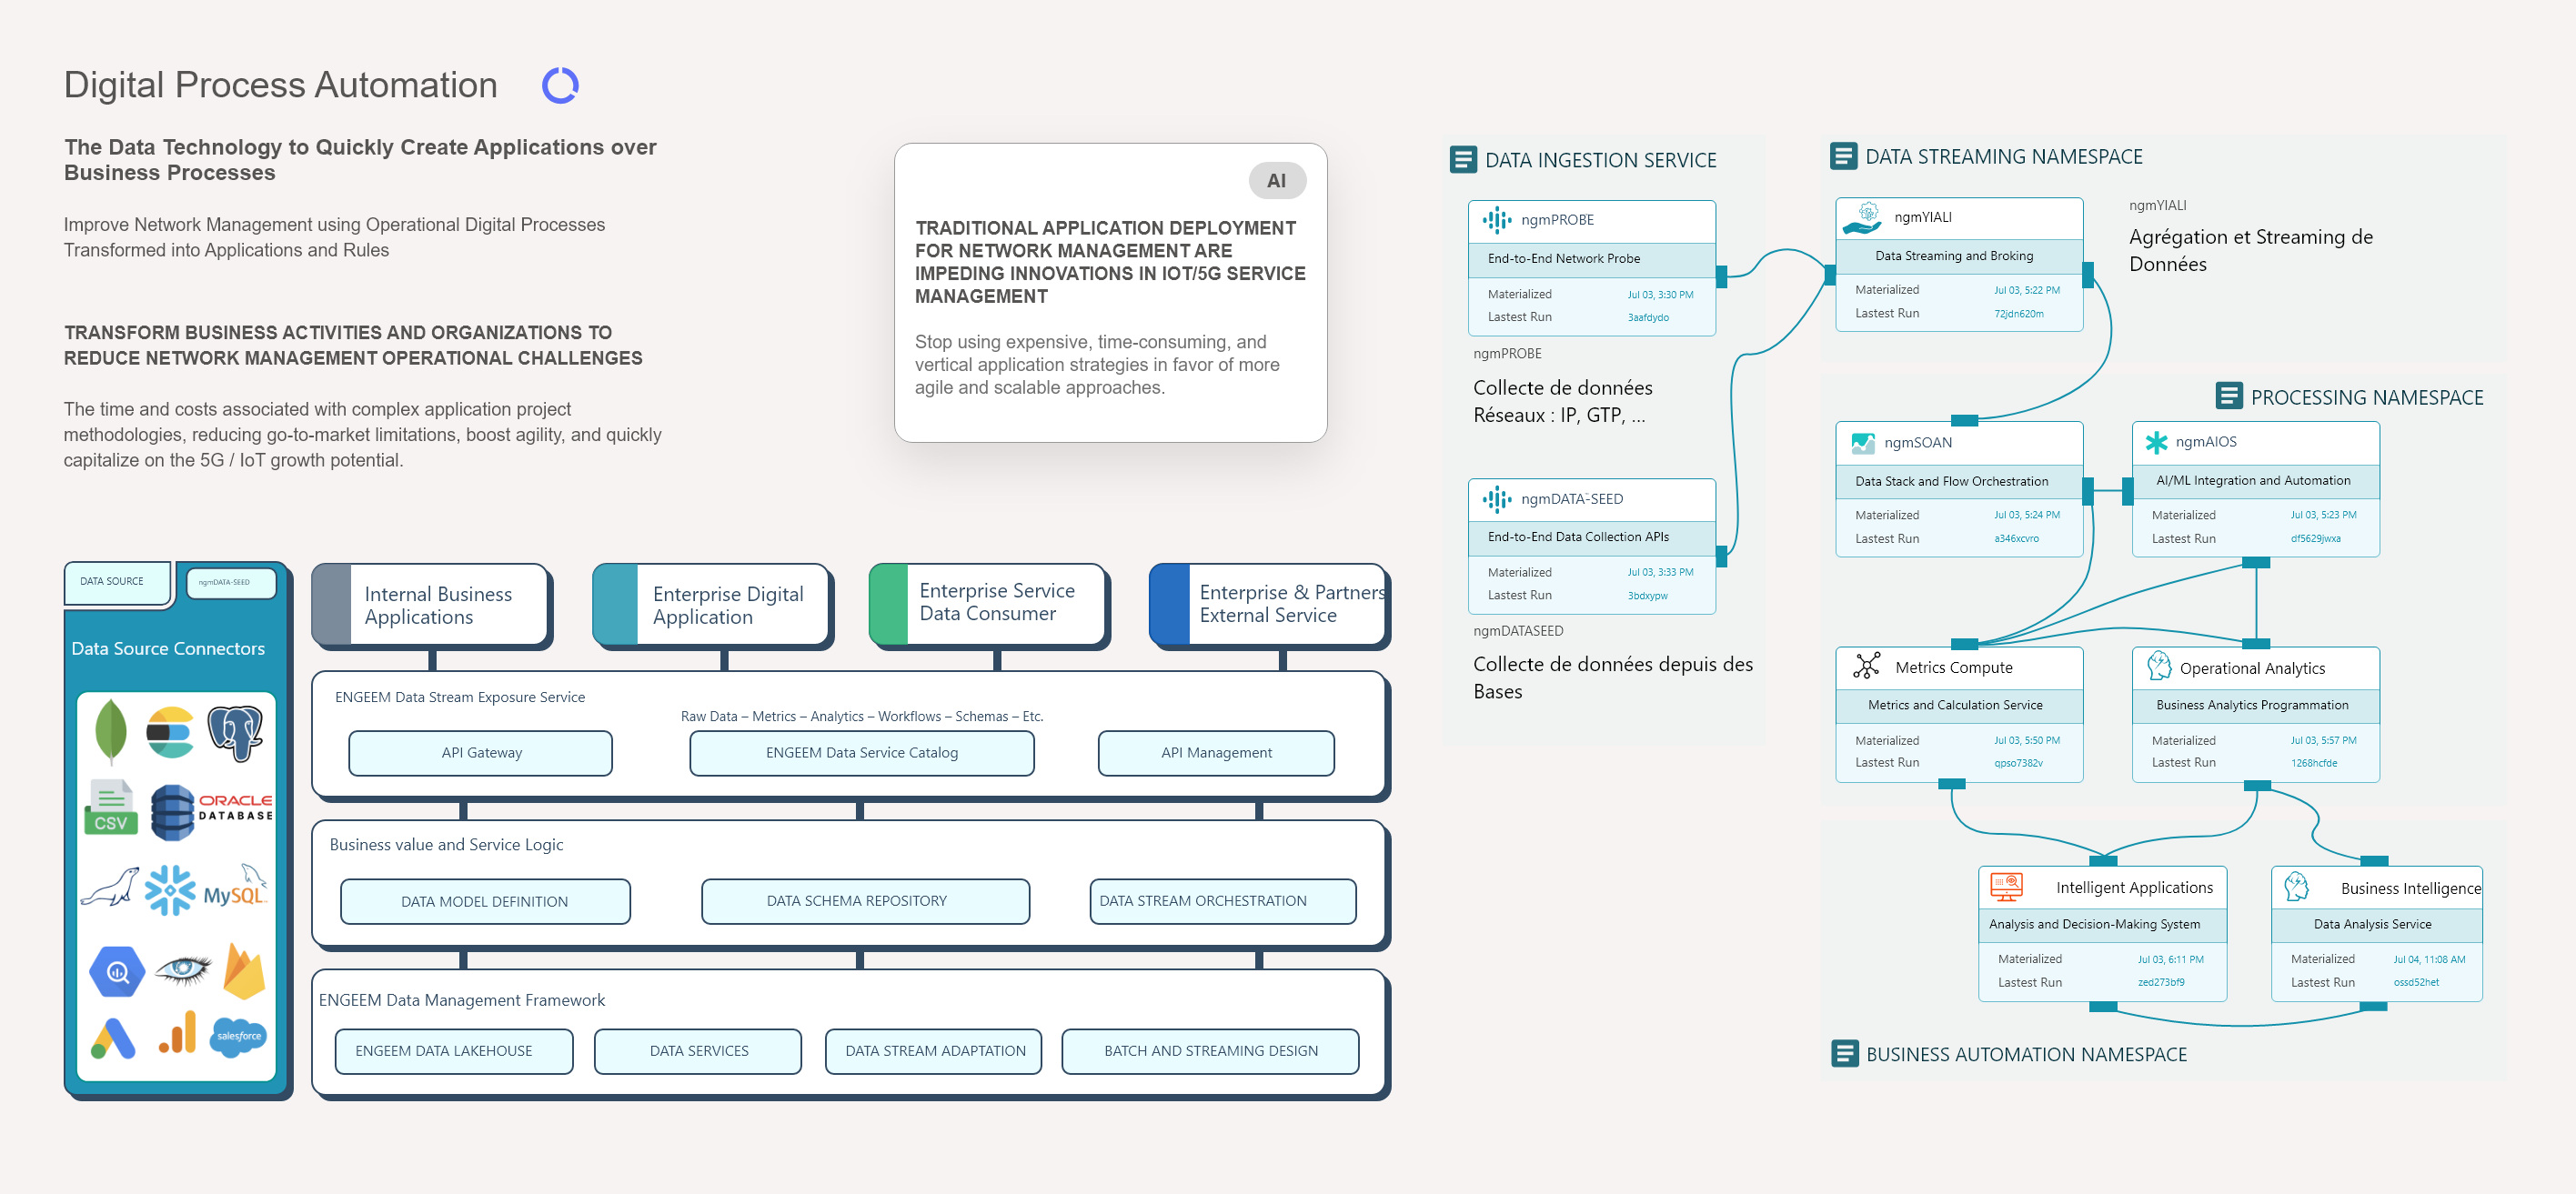 Digital Process Automation
The Data Technology to Quickly Create Applications over
Business Processes
Improve Network Management using Operational Digital Processes
Transformed into Applications and Rules
TRANSFORM BUSINESS ACTIVITIES AND ORGANIZATIONS TO
REDUCE NETWORK MANAGEMENT OPERATIONAL CHALLENGES
The time and costs associated with complex application project
methodologies, reducing go-to-market limitations, boost agility, and quickly
capitalize on the 5G / IoT growth potential.
AI
TRADITIONAL APPLICATION DEPLOYMENT
FOR NETWORK MANAGEMENT ARE
IMPEDING INNOVATIONS IN IOT/5G SERVICE
MANAGEMENT
Stop using expensive, time-consuming, and
vertical application strategies in favor of more
agile and scalable approaches.
DATA SOURCE
ngmDATA-SEED
Data Source Connectors
CSV
ORACLE
DATABASE
MySQL
salesforce
Internal Business
Applications
Enterprise Digital
Application
Enterprise Service
Data Consumer
Enterprise & Partners
External Service
ENGEEM Data Stream Exposure Service
Raw Data – Metrics – Analytics – Workflows – Schemas – Etc.
API Gateway
ENGEEM Data Service Catalog
API Management
Business value and Service Logic
DATA MODEL DEFINITION
DATA SCHEMA REPOSITORY
DATA STREAM ORCHESTRATION
ENGEEM Data Management Framework
ENGEEM DATA LAKEHOUSE
DATA SERVICES
DATA STREAM ADAPTATION
BATCH AND STREAMING DESIGN
DATA INGESTION SERVICE
ngmPROBE
End-to-End Network Probe
Materialized Jul 03, 3:30 PM
Lastest Run 3aafdydo
ngmPROBE
Collecte de données
Réseaux : IP, GTP, ...
ngmDATA-SEED
End-to-End Data Collection APIs
Materialized Jul 03, 3:33 PM
Lastest Run 3bdxypw
ngmDATASEED
Collecte de données depuis des
Bases
DATA STREAMING NAMESPACE
ngmYIALI
Data Streaming and Broking
Materialized Jul 03, 5:22 PM
Lastest Run 72jdn620m
ngmYIALI
Agrégation et Streaming de
Données
PROCESSING NAMESPACE
ngmSOAN
Data Stack and Flow Orchestration
Materialized Jul 03, 5:24 PM
Lastest Run a346xcvro
ngmAIOS
AI/ML Integration and Automation
Materialized Jul 03, 5:23 PM
Lastest Run df5629jwxa
Metrics Compute
Metrics and Calculation Service
Materialized Jul 03, 5:50 PM
Lastest Run qpso7382v
Operational Analytics
Business Analytics Programmation
Materialized Jul 03, 5:57 PM
Lastest Run 1268hcfde
Intelligent Applications
Analysis and Decision-Making System
Materialized Jul 03, 6:11 PM
Lastest Run zed273bf9
Business Intelligence
Data Analysis Service
Materialized Jul 04, 11:08 AM
Lastest Run ossd52het
BUSINESS AUTOMATION NAMESPACE